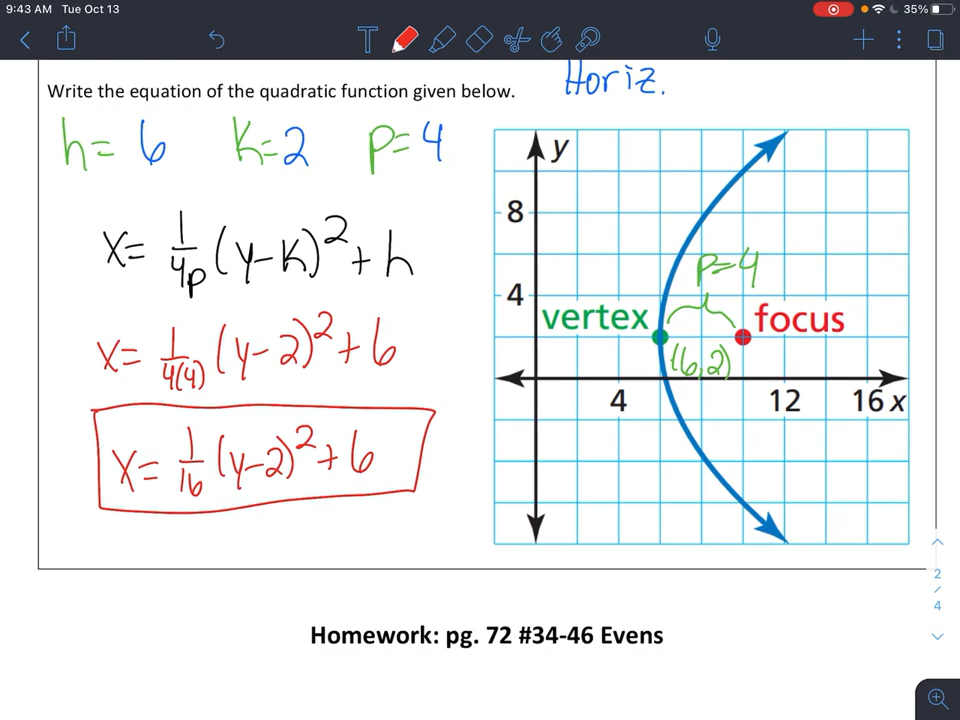 9:43 AM Tue Oct 13
35%
T
Horiz.
Write the equation of the quadratic function given below.
h= 6 k=2 p=4
y
8
x= 1/4p (y-k)² + h
p=4
4
vertex focus
x= 1/4(4) (y-2)² + 6
(6,2)
4 12 16 x
x= 1/16 (y-2)² + 6
2
/
4
Homework: pg. 72 #34-46 Evens